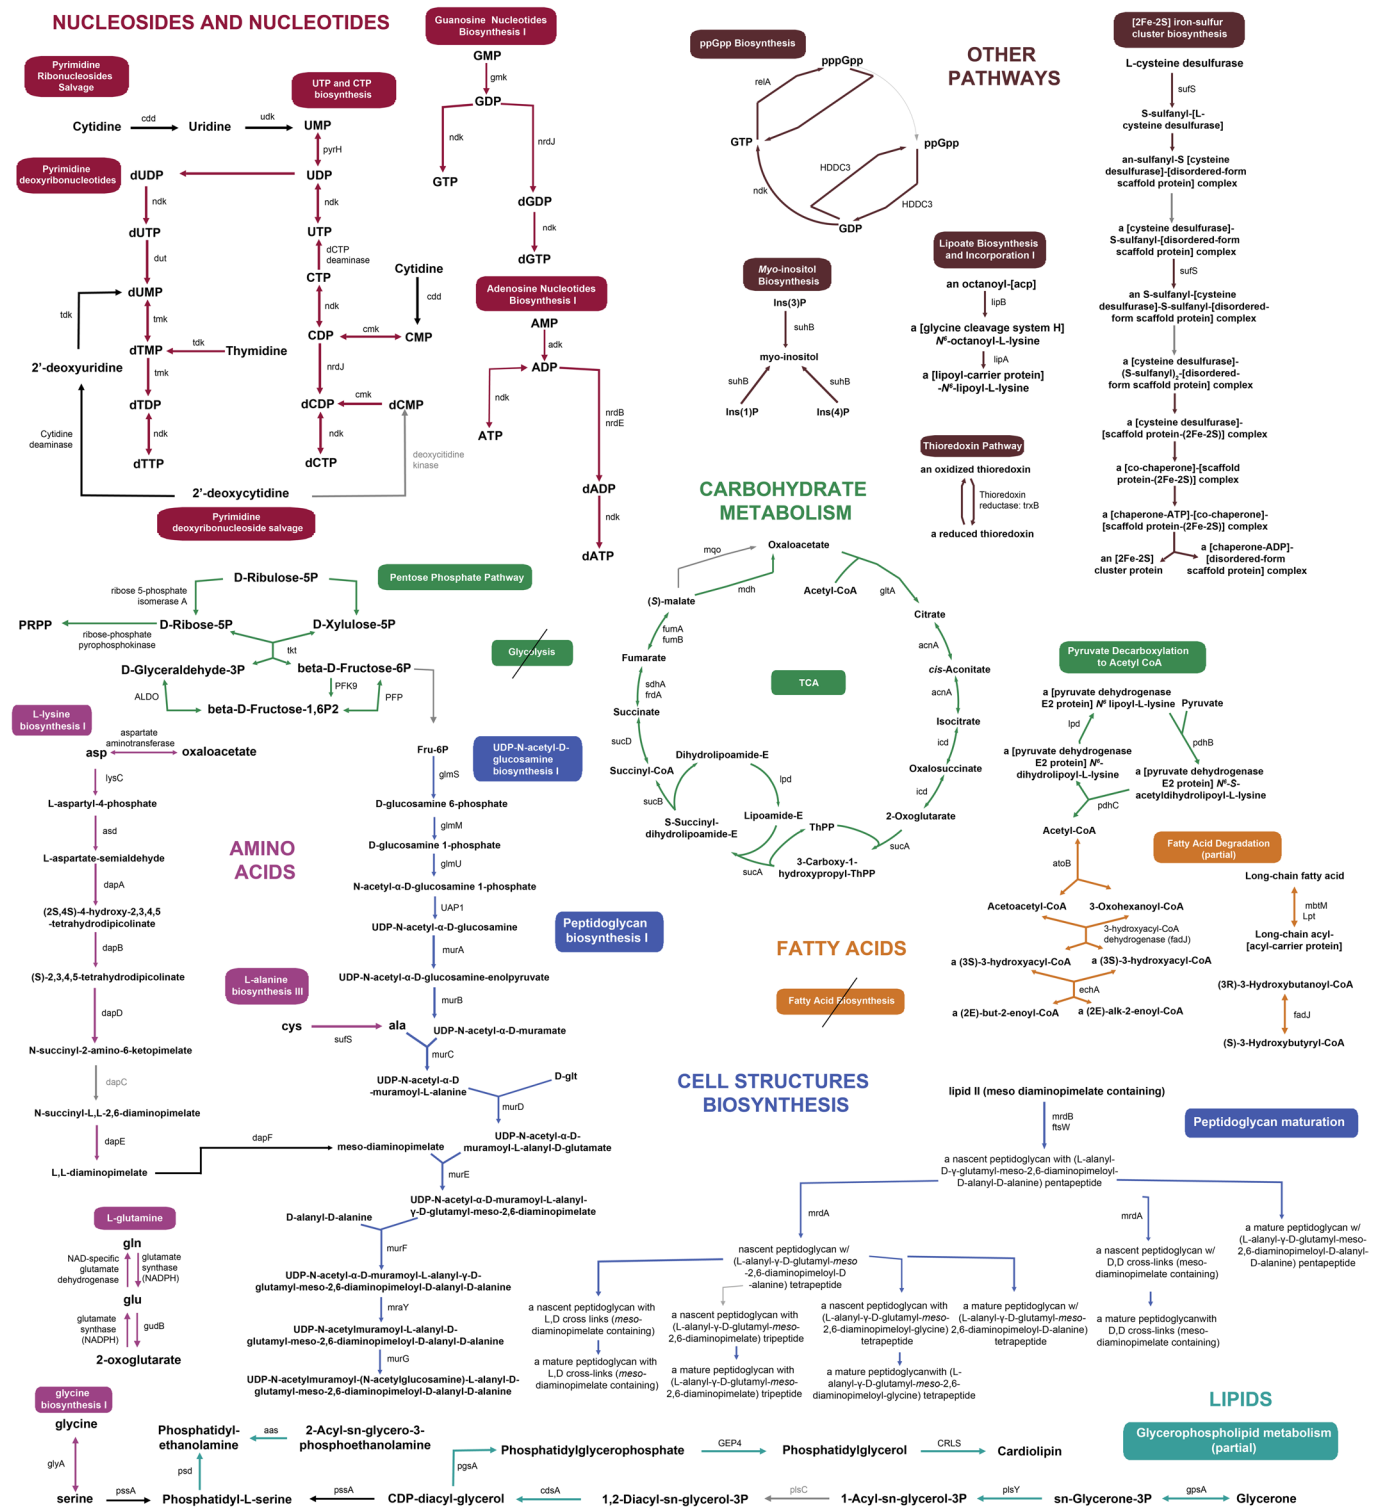 NUCLEOSIDES AND NUCLEOTIDES
Pyrimidine
Ribonucleosides
Salvage
Cytidine
cdd
Uridine
udk
UMP
UTP and CTP
biosynthesis
pyrH
Pyrimidine
deoxyribonucleotides
dUDP
UDP
ndk
ndk
dUTP
UTP
dut
dCTP
deaminase
dUMP
CTP
Cytidine
cdd
ndk
tdk
tmk
CDP
cmk
CMP
dTMP
tdk
Thymidine
2'-deoxyuridine
tmk
nrdJ
dTDP
dCDP
cmk
dCMP
Cytidine
deaminase
ndk
ndk
deoxycitidine
kinase
dTTP
dCTP
2'-deoxycytidine
Pyrimidine
deoxyribonucleoside salvage
Guanosine Nucleotides
Biosynthesis I
GMP
gmk
GDP
ndk
nrdJ
GTP
dGDP
ndk
dGTP
Adenosine Nucleotides
Biosynthesis I
AMP
adk
ADP
ndk
nrdB
nrdE
ATP
dADP
ndk
dATP
OTHER
PATHWAYS
ppGpp Biosynthesis
pppGpp
relA
GTP
ppGpp
HDDC3
ndk
HDDC3
GDP
Myo-inositol
Biosynthesis
Ins(3)P
suhB
myo-inositol
suhB
suhB
Ins(1)P
Ins(4)P
Lipoate Biosynthesis
and Incorporation I
an octanoyl-[acp]
lipB
a [glycine cleavage system H]
N⁶-octanoyl-L-lysine
lipA
a [lipoyl-carrier protein]
-N⁶-lipoyl-L-lysine
Thioredoxin Pathway
an oxidized thioredoxin
Thioredoxin
reductase: trxB
a reduced thioredoxin
[2Fe-2S] iron-sulfur
cluster biosynthesis
L-cysteine desulfurase
sufS
S-sulfanyl-[L-
cysteine desulfurase]
an-sulfanyl-S [cysteine
desulfurase]-[disordered-form
scaffold protein] complex
a [cysteine desulfurase]-
S-sulfanyl-[disordered-form
scaffold protein] complex
sufS
an S-sulfanyl-[cysteine
desulfurase]-S-sulfanyl-[disordered-
form scaffold protein] complex
a [cysteine desulfurase]-
(S-sulfanyl)₂-[disordered-
form scaffold protein] complex
a [cysteine desulfurase]-
[scaffold protein-(2Fe-2S)] complex
a [co-chaperone]-[scaffold
protein-(2Fe-2S)] complex
a [chaperone-ATP]-[co-chaperone]-
[scaffold protein-(2Fe-2S)] complex
an [2Fe-2S]
cluster protein
a [chaperone-ADP]-
[disordered-form
scaffold protein] complex
CARBOHYDRATE
METABOLISM
Pentose Phosphate Pathway
D-Ribulose-5P
ribose 5-phosphate
isomerase A
PRPP
D-Ribose-5P
D-Xylulose-5P
ribose-phosphate
pyrophosphokinase
tkt
D-Glyceraldehyde-3P
beta-D-Fructose-6P
ALDO
PFK9
PFP
beta-D-Fructose-1,6P2
Glycolysis
TCA
mqo
Oxaloacetate
mdh
Acetyl-CoA
gltA
(S)-malate
Citrate
fumA
fumB
acnA
Fumarate
cis-Aconitate
sdhA
frdA
acnA
Succinate
Isocitrate
sucD
icd
Dihydrolipoamide-E
Succinyl-CoA
Oxalosuccinate
lpd
icd
sucB
S-Succinyl-
dihydrolipoamide-E
Lipoamide-E
ThPP
2-Oxoglutarate
sucA
sucA
3-Carboxy-1-
hydroxypropyl-ThPP
Pyruvate Decarboxylation
to Acetyl CoA
a [pyruvate dehydrogenase
E2 protein] N⁶ lipoyl-L-lysine
Pyruvate
lpd
pdhB
a [pyruvate dehydrogenase
E2 protein] N⁶-
dihydrolipoyl-L-lysine
a [pyruvate dehydrogenase
E2 protein] N⁶-S-
acetyldihydrolipoyl-L-lysine
pdhC
Acetyl-CoA
Fatty Acid Degradation
(partial)
atoB
Acetoacetyl-CoA
3-Oxohexanoyl-CoA
3-hydroxyacyl-CoA
dehydrogenase (fadJ)
a (3S)-3-hydroxyacyl-CoA
a (3S)-3-hydroxyacyl-CoA
echA
a (2E)-but-2-enoyl-CoA
a (2E)-alk-2-enoyl-CoA
Long-chain fatty acid
mbtM
Lpt
Long-chain acyl-
[acyl-carrier protein]
(3R)-3-Hydroxybutanoyl-CoA
fadJ
(S)-3-Hydroxybutyryl-CoA
FATTY ACIDS
Fatty Acid Biosynthesis
AMINO
ACIDS
L-lysine
biosynthesis I
asp
aspartate
aminotransferase
oxaloacetate
lysC
L-aspartyl-4-phosphate
asd
L-aspartate-semialdehyde
dapA
(2S,4S)-4-hydroxy-2,3,4,5
-tetrahydrodipicolinate
dapB
(S)-2,3,4,5-tetrahydrodipicolinate
dapD
N-succinyl-2-amino-6-ketopimelate
dapC
N-succinyl-L,L-2,6-diaminopimelate
dapE
L,L-diaminopimelate
dapF
L-alanine
biosynthesis III
cys
sufS
ala
L-glutamine
gln
NAD-specific
glutamate
dehydrogenase
glutamate
synthase
(NADPH)
glu
glutamate
synthase
(NADPH)
gudB
2-oxoglutarate
glycine
biosynthesis I
glycine
glyA
serine
Fru-6P
UDP-N-acetyl-D-
glucosamine
biosynthesis I
glmS
D-glucosamine 6-phosphate
glmM
D-glucosamine 1-phosphate
glmU
N-acetyl-α-D-glucosamine 1-phosphate
UAP1
UDP-N-acetyl-α-D-glucosamine
Peptidoglycan
biosynthesis I
murA
UDP-N-acetyl-α-D-glucosamine-enolpyruvate
murB
UDP-N-acetyl-α-D-muramate
murC
UDP-N-acetyl-α-D
-muramoyl-L-alanine
D-glt
murD
UDP-N-acetyl-α-D-
muramoyl-L-alanyl-D-glutamate
meso-diaminopimelate
murE
UDP-N-acetyl-α-D-muramoyl-L-alanyl-
γ-D-glutamyl-meso-2,6-diaminopimelate
D-alanyl-D-alanine
murF
UDP-N-acetyl-α-D-muramoyl-L-alanyl-γ-D-
glutamyl-meso-2,6-diaminopimeloyl-D-alanyl-D-alanine
mraY
UDP-N-acetylmuramoyl-L-alanyl-D-
glutamyl-meso-2,6-diaminopimeloyl-D-alanyl-D-alanine
murG
UDP-N-acetylmuramoyl-(N-acetylglucosamine)-L-alanyl-D-
glutamyl-meso-2,6-diaminopimeloyl-D-alanyl-D-alanine
CELL STRUCTURES
BIOSYNTHESIS
lipid II (meso diaminopimelate containing)
mrdB
ftsW
Peptidoglycan maturation
a nascent peptidoglycan with (L-alanyl-
D-γ-glutamyl-meso-2,6-diaminopimeloyl-
D-alanyl-D-alanine) pentapeptide
mrdA
mrdA
nascent peptidoglycan w/
(L-alanyl-γ-D-glutamyl-meso
-2,6-diaminopimeloyl-D
-alanine) tetrapeptide
a nascent peptidoglycan w/
D,D cross-links (meso-
diaminopimelate containing)
a mature peptidoglycan w/
(L-alanyl-γ-D-glutamyl-meso-
2,6-diaminopimeloyl-D-alanyl-
D-alanine) pentapeptide
a nascent peptidoglycan with
L,D cross links (meso-
diaminopimelate containing)
a nascent peptidoglycan with
(L-alanyl-γ-D-glutamyl-meso-
2,6-diaminopimelate) tripeptide
a nascent peptidoglycan with
(L-alanyl-γ-D-glutamyl-meso-
2,6-diaminopimeloyl-glycine)
tetrapeptide
a mature peptidoglycan w/
(L-alanyl-γ-D-glutamyl-meso-
2,6-diaminopimeloyl-D-alanine)
tetrapeptide
a mature peptidoglycanwith
D,D cross-links (meso-
diaminopimelate containing)
a mature peptidoglycan with
L,D cross-links (meso-
diaminopimelate containing)
a mature peptidoglycan with
(L-alanyl-γ-D-glutamyl-meso-
2,6-diaminopimelate) tripeptide
a mature peptidoglycanwith (L-
alanyl-γ-D-glutamyl-meso-2,6-
diaminopimeloyl-glycine) tetrapeptide
LIPIDS
Glycerophospholipid metabolism
(partial)
Phosphatidyl-
ethanolamine
aas
2-Acyl-sn-glycero-3-
phosphoethanolamine
psd
pssA
Phosphatidyl-L-serine
pssA
CDP-diacyl-glycerol
pgsA
Phosphatidylglycerophosphate
GEP4
Phosphatidylglycerol
CRLS
Cardiolipin
cdsA
1,2-Diacyl-sn-glycerol-3P
plsC
1-Acyl-sn-glycerol-3P
plsY
sn-Glycerone-3P
gpsA
Glycerone